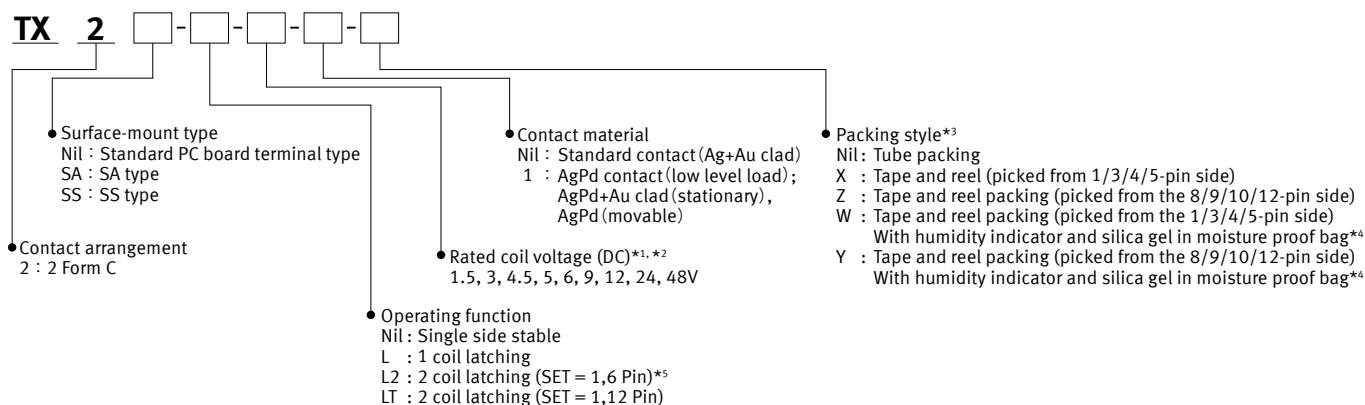 TX 2 - - - -
Surface-mount type
Nil : Standard PC board terminal type
SA : SA type
SS : SS type
Contact arrangement
2 : 2 Form C
Operating function
Nil : Single side stable
L : 1 coil latching
L2 : 2 coil latching (SET = 1,6 Pin)*5
LT : 2 coil latching (SET = 1,12 Pin)
Rated coil voltage (DC)*1, *2
1.5, 3, 4.5, 5, 6, 9, 12, 24, 48V
Contact material
Nil : Standard contact (Ag+Au clad)
1 : AgPd contact (low level load);
AgPd+Au clad (stationary),
AgPd (movable)
Packing style*3
Nil : Tube packing
X : Tape and reel (picked from 1/3/4/5-pin side)
Z : Tape and reel packing (picked from the 8/9/10/12-pin side)
W : Tape and reel packing (picked from the 1/3/4/5-pin side)
With humidity indicator and silica gel in moisture proof bag*4
Y : Tape and reel packing (picked from the 8/9/10/12-pin side)
With humidity indicator and silica gel in moisture proof bag*4